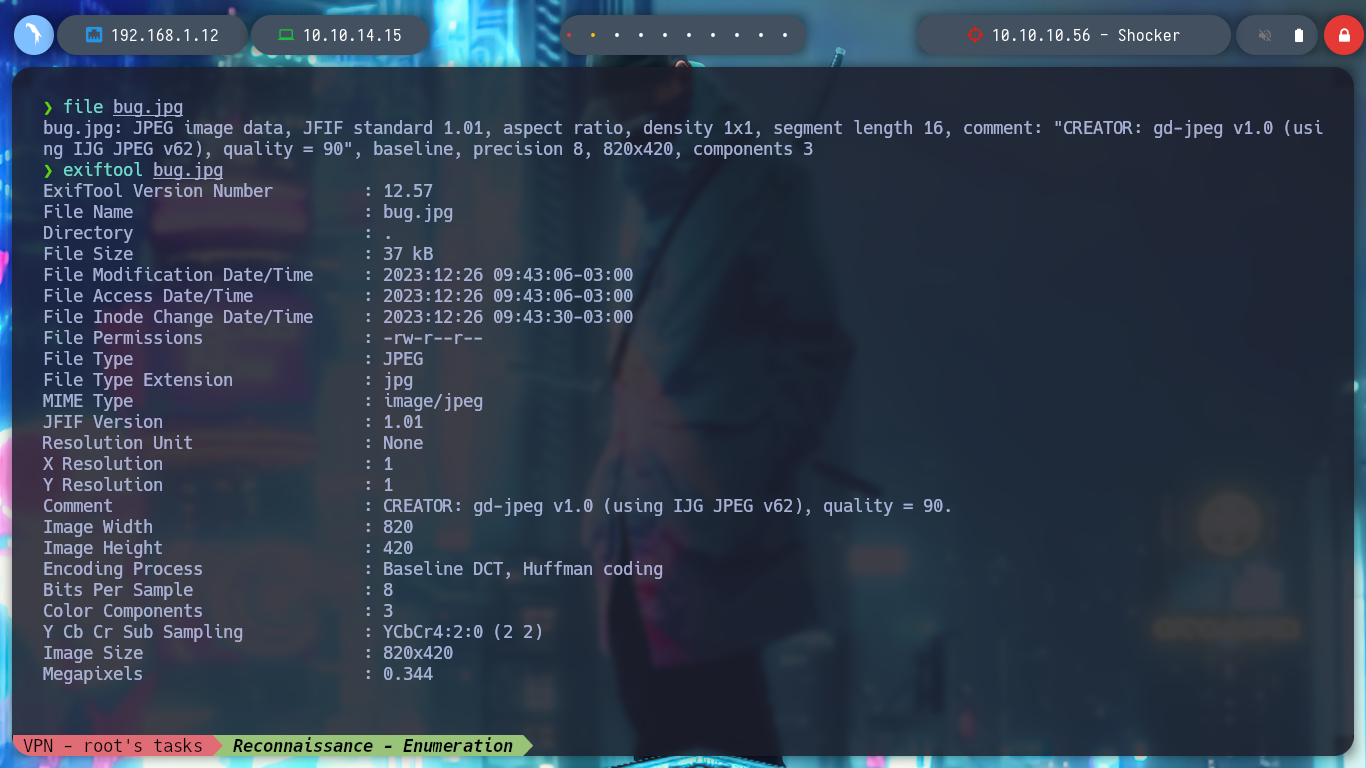 192.168.1.12 10.10.14.15 10.10.10.56 - Shocker
❯ file bug.jpg
bug.jpg: JPEG image data, JFIF standard 1.01, aspect ratio, density 1x1, segment length 16, comment: "CREATOR: gd-jpeg v1.0 (usi
ng IJG JPEG v62), quality = 90", baseline, precision 8, 820x420, components 3
❯ exiftool bug.jpg
ExifTool Version Number : 12.57
File Name : bug.jpg
Directory : .
File Size : 37 kB
File Modification Date/Time : 2023:12:26 09:43:06-03:00
File Access Date/Time : 2023:12:26 09:43:06-03:00
File Inode Change Date/Time : 2023:12:26 09:43:30-03:00
File Permissions : -rw-r--r--
File Type : JPEG
File Type Extension : jpg
MIME Type : image/jpeg
JFIF Version : 1.01
Resolution Unit : None
X Resolution : 1
Y Resolution : 1
Comment : CREATOR: gd-jpeg v1.0 (using IJG JPEG v62), quality = 90.
Image Width : 820
Image Height : 420
Encoding Process : Baseline DCT, Huffman coding
Bits Per Sample : 8
Color Components : 3
Y Cb Cr Sub Sampling : YCbCr4:2:0 (2 2)
Image Size : 820x420
Megapixels : 0.344
VPN - root's tasks Reconnaissance - Enumeration